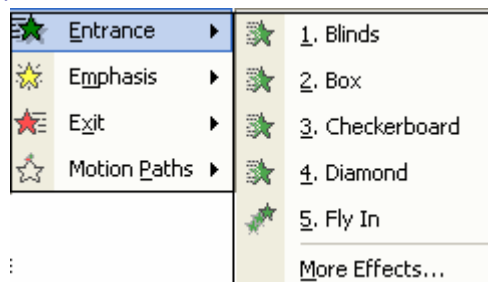 Entrance
Emphasis
Exit
Motion Paths
1. Blinds
2. Box
3. Checkerboard
4. Diamond
5. Fly In
More Effects...